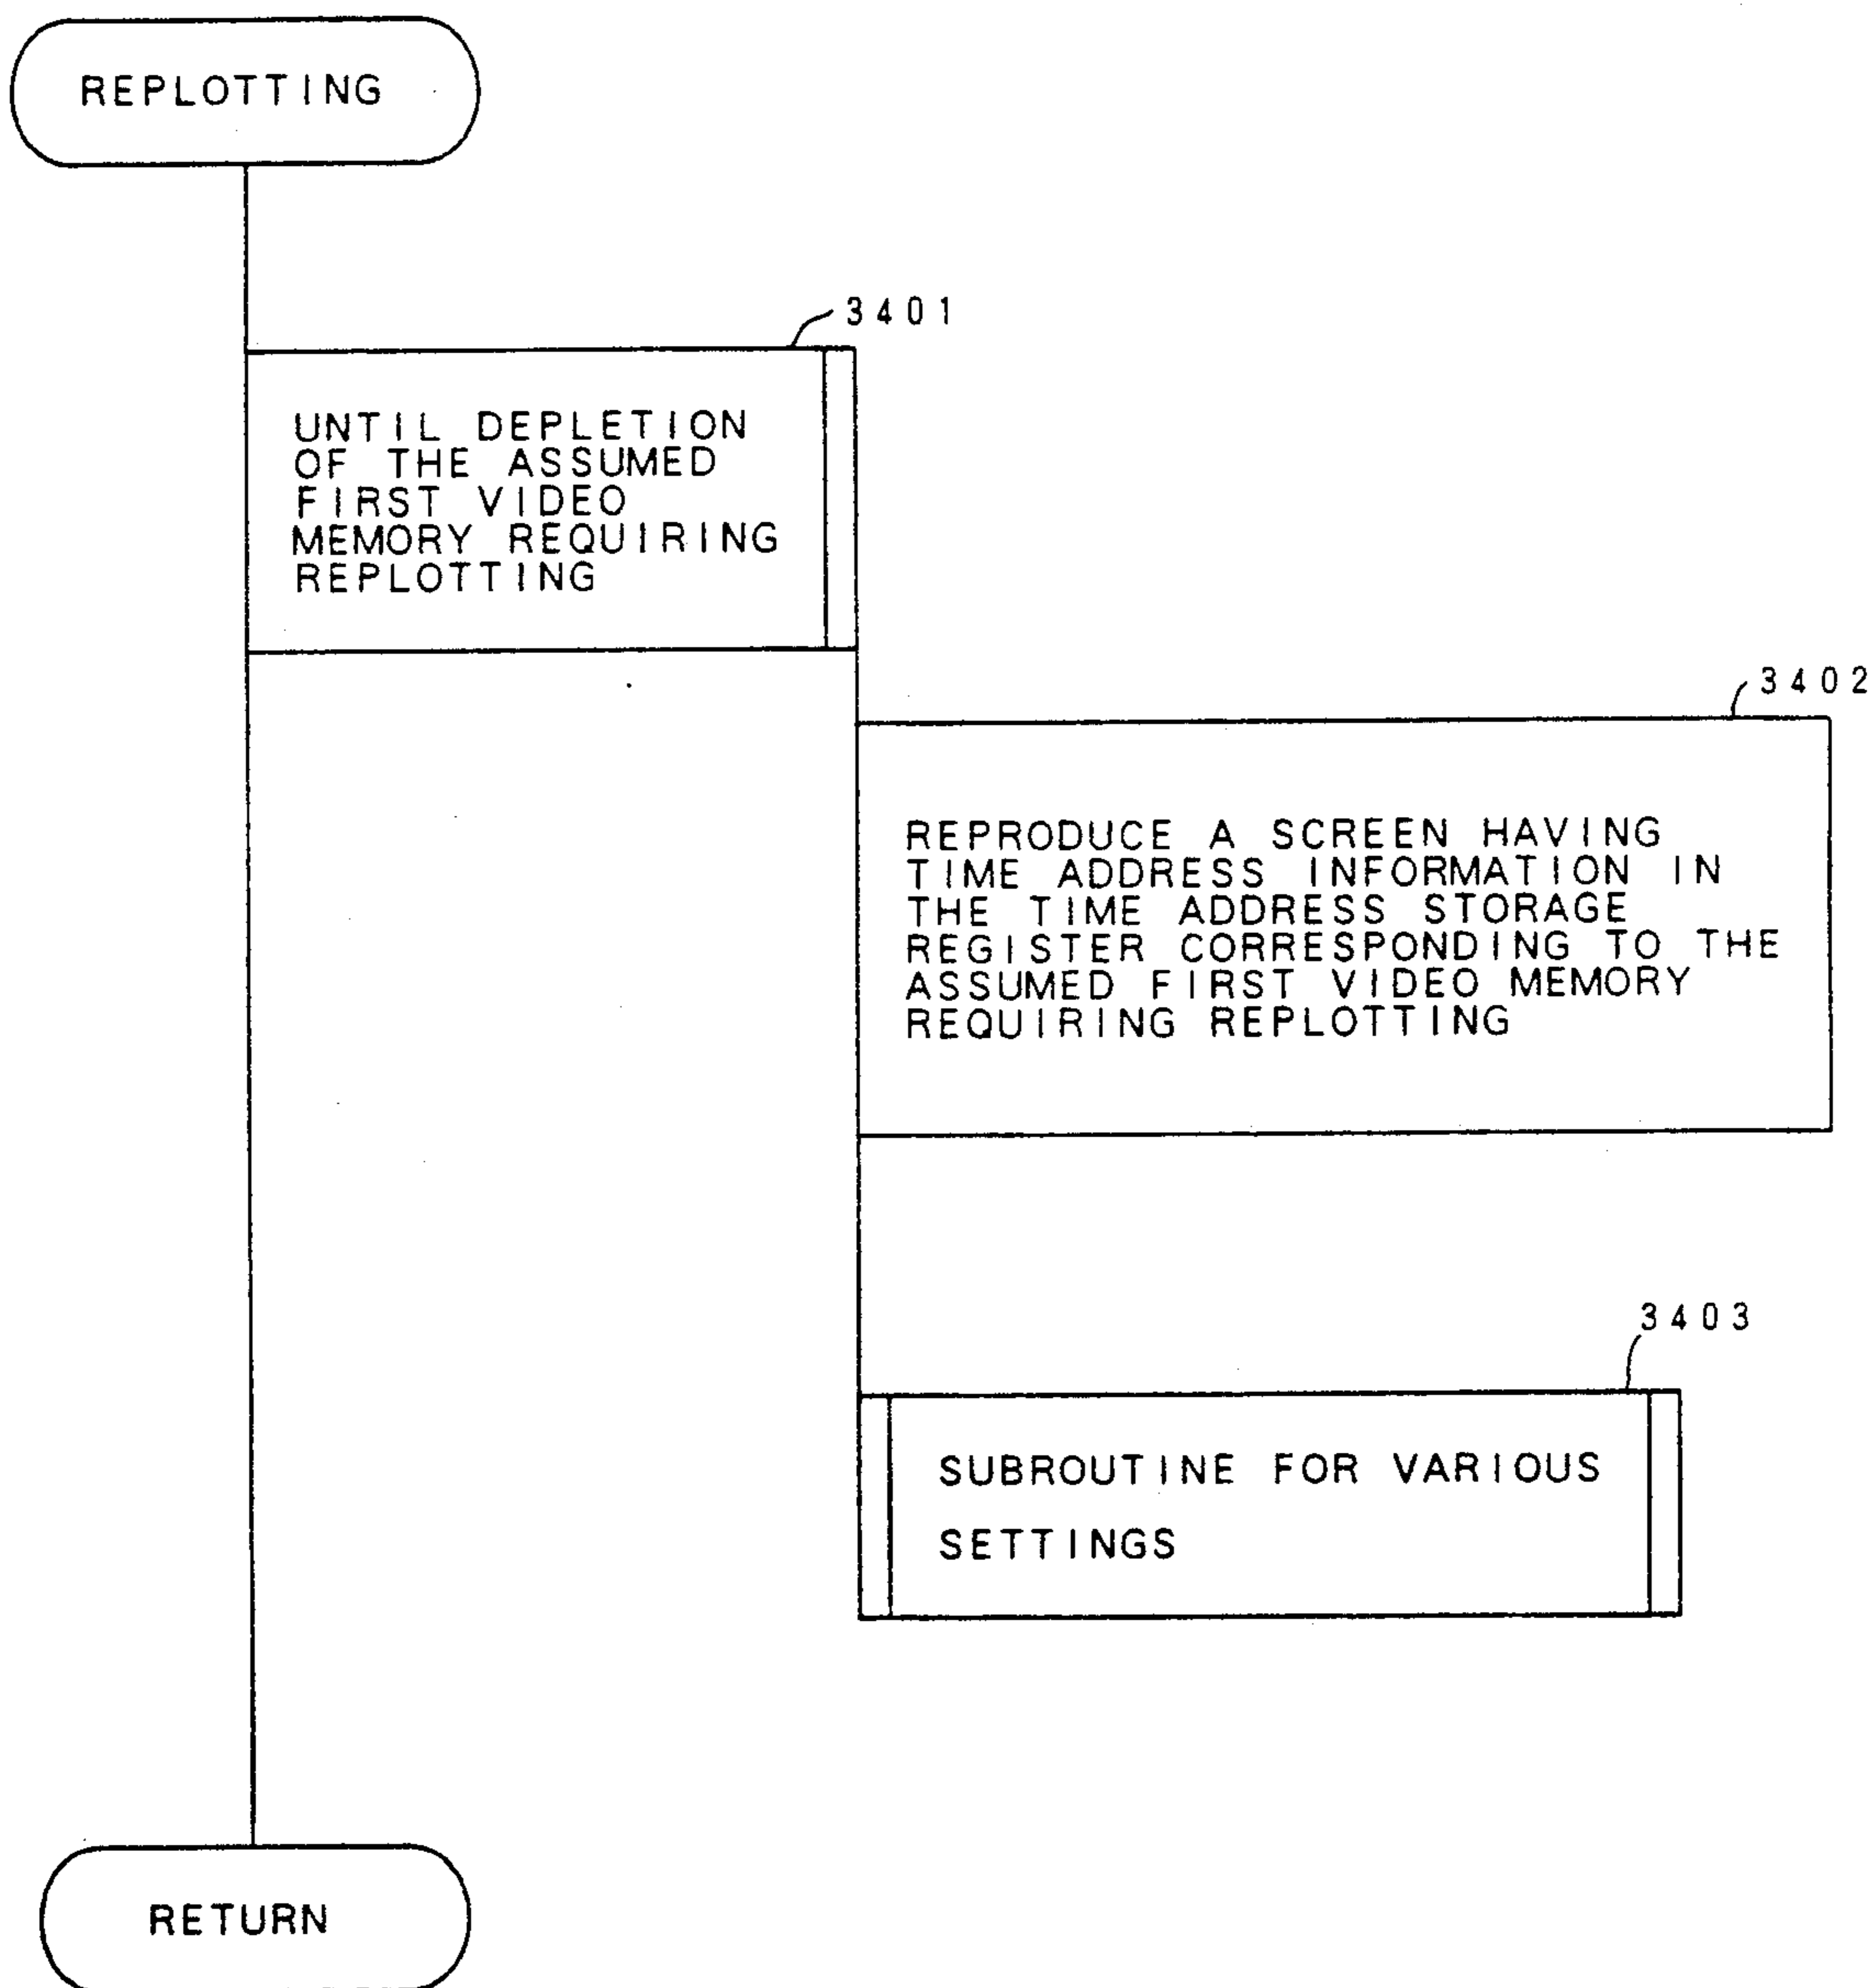 REPLOTTING
3401
UNTIL DEPLETION
OF THE ASSUMED
FIRST VIDEO
MEMORY REQUIRING
REPLOTTING
3402
REPRODUCE A SCREEN HAVING
TIME ADDRESS INFORMATION IN
THE TIME ADDRESS STORAGE
REGISTER CORRESPONDING TO THE
ASSUMED FIRST VIDEO MEMORY
REQUIRING REPLOTTING
3403
SUBROUTINE FOR VARIOUS
SETTINGS
RETURN